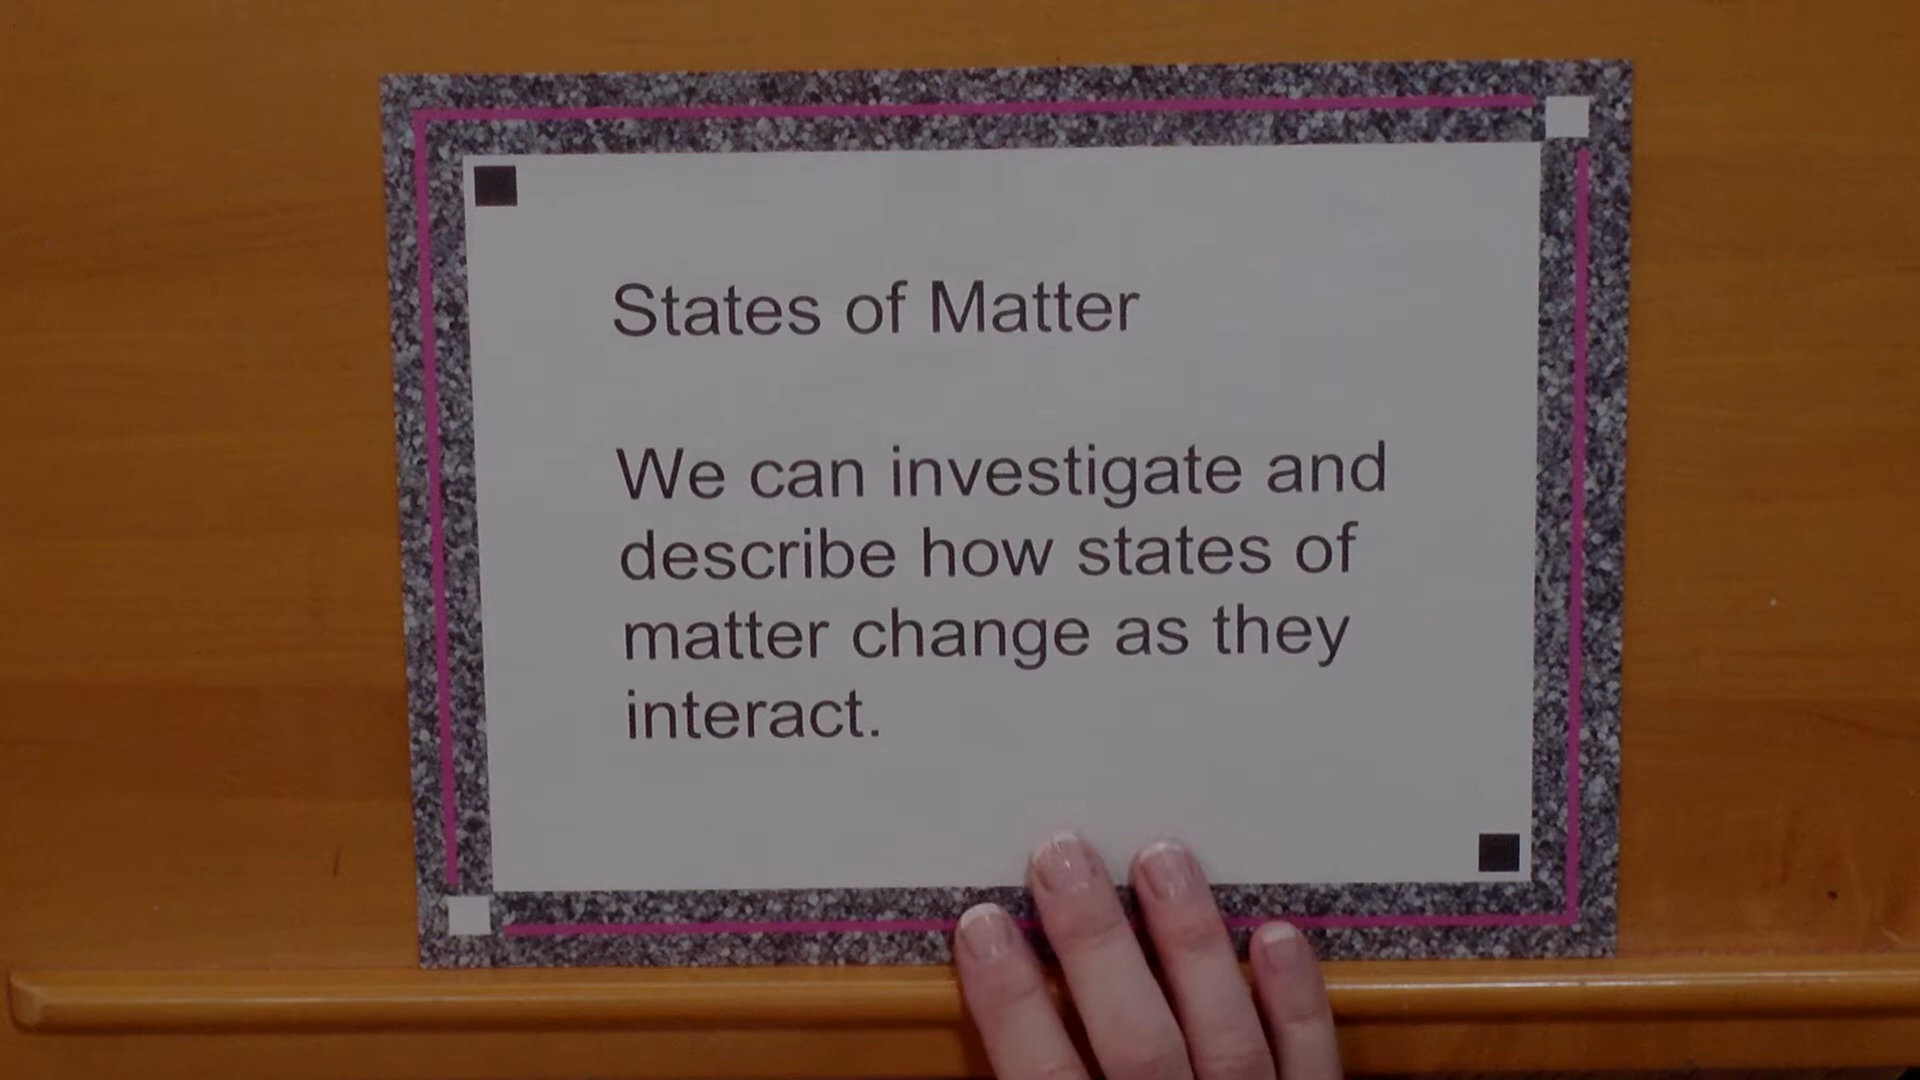 States of Matter
We can investigate and
describe how states of
matter change as they
interact.